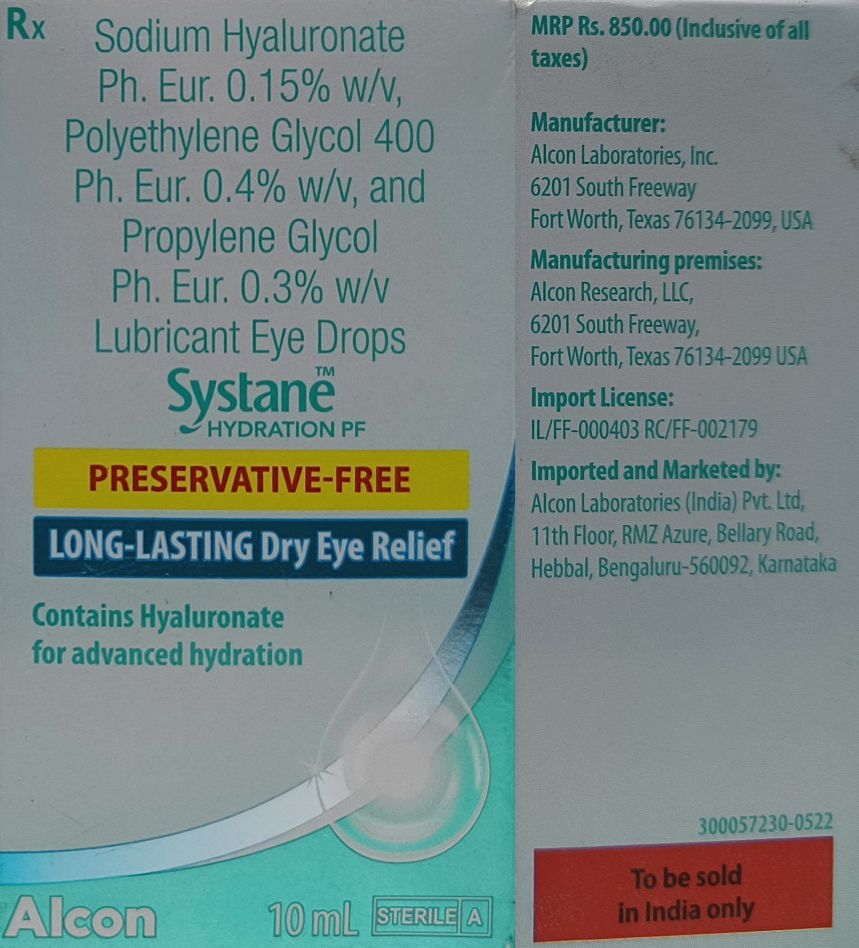 Rx
Sodium Hyaluronate
Ph. Eur. 0.15% w/v,
Polyethylene Glycol 400
Ph. Eur. 0.4% w/v, and
Propylene Glycol
Ph. Eur. 0.3% w/v
Lubricant Eye Drops
Systane™
HYDRATION PF
PRESERVATIVE-FREE
LONG-LASTING Dry Eye Relief
Contains Hyaluronate
for advanced hydration
Alcon
10 mL STERILE A
MRP Rs. 850.00 (Inclusive of all
taxes)
Manufacturer:
Alcon Laboratories, Inc.
6201 South Freeway
Fort Worth, Texas 76134-2099, USA
Manufacturing premises:
Alcon Research, LLC,
6201 South Freeway,
Fort Worth, Texas 76134-2099 USA
Import License:
IL/FF-000403 RC/FF-002179
Imported and Marketed by:
Alcon Laboratories (India) Pvt. Ltd,
11th Floor, RMZ Azure, Bellary Road,
Hebbal, Bengaluru-560092, Karnataka
300057230-0522
To be sold
in India only